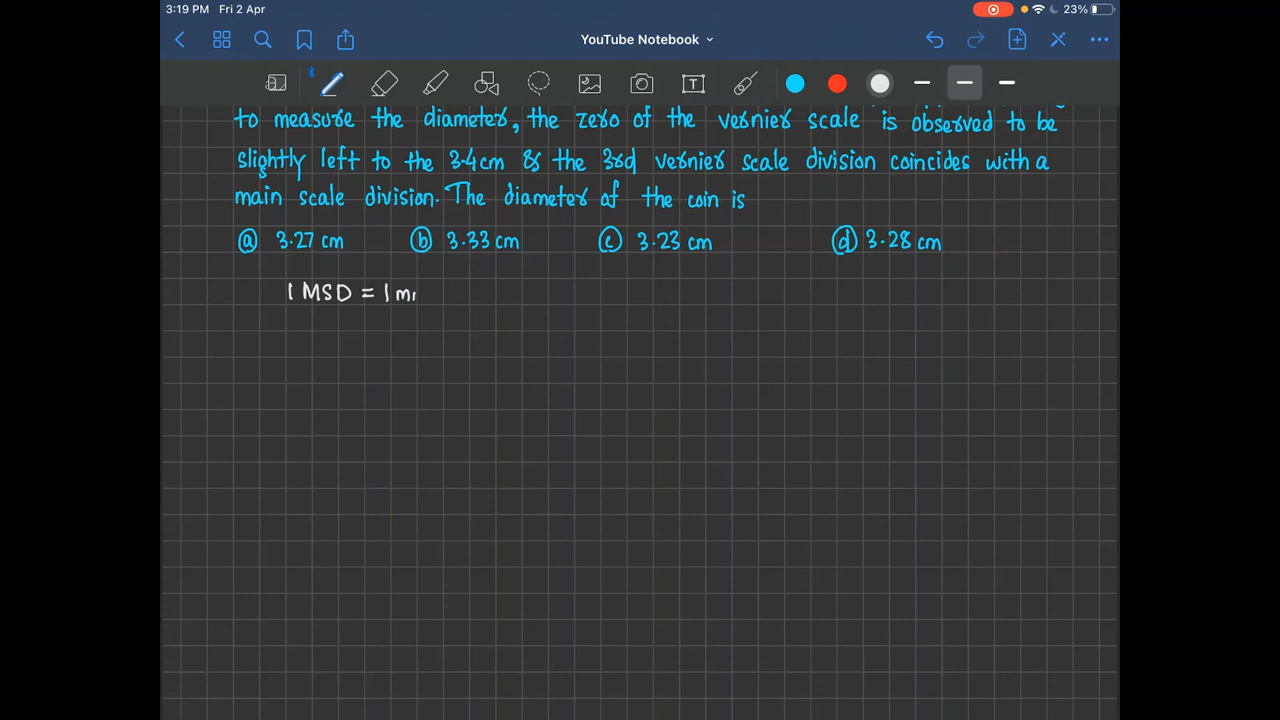 3:19 PM Fri 2 Apr
23%
YouTube Notebook
to measure the diameter, the zero of the vernier scale is observed to be
slightly left to the 3.4cm & the 3rd vernier scale division coincides with a
main scale division. The diameter of the coin is
(a) 3.27 cm (b) 3.33 cm (c) 3.23 cm (d) 3.28 cm
1 MSD = 1 m